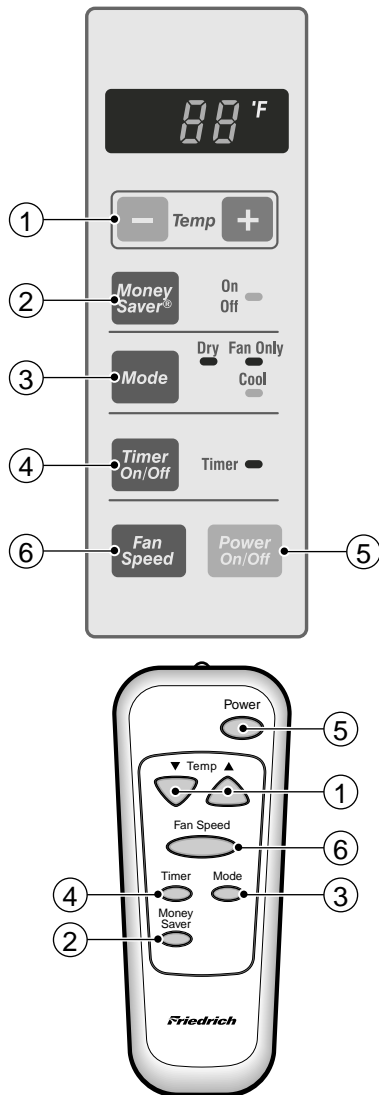 88 °F
1
Temp
Money
Saver®
2
On
Off
Mode
3
Dry Fan Only
Cool
Timer
On/Off
4
Timer
Fan
Speed
6
Power
On/Off
5
Power
5
▼ Temp ▲
1
Fan Speed
6
Timer
4
Mode
3
Money
Saver
2
Friedrich